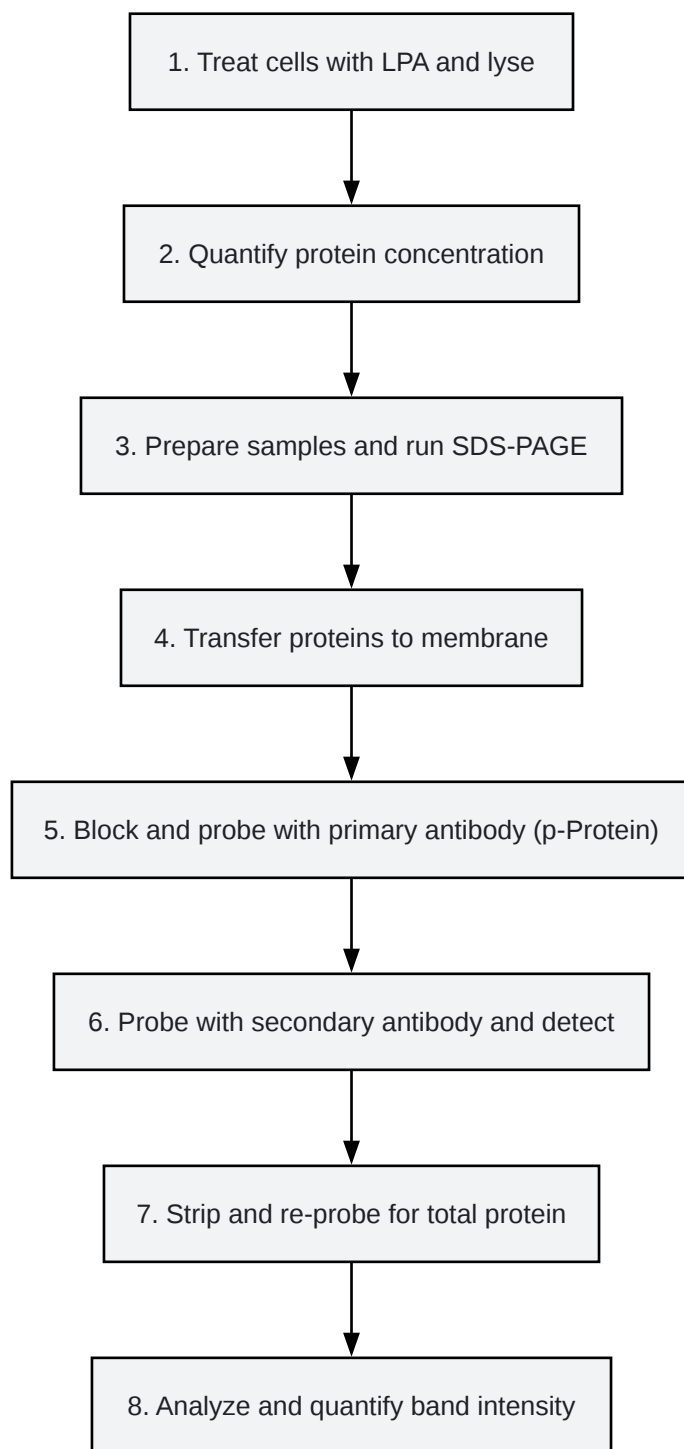 1. Treat cells with LPA and lyse
2. Quantify protein concentration
3. Prepare samples and run SDS-PAGE
4. Transfer proteins to membrane
5. Block and probe with primary antibody (p-Protein)
6. Probe with secondary antibody and detect
7. Strip and re-probe for total protein
8. Analyze and quantify band intensity